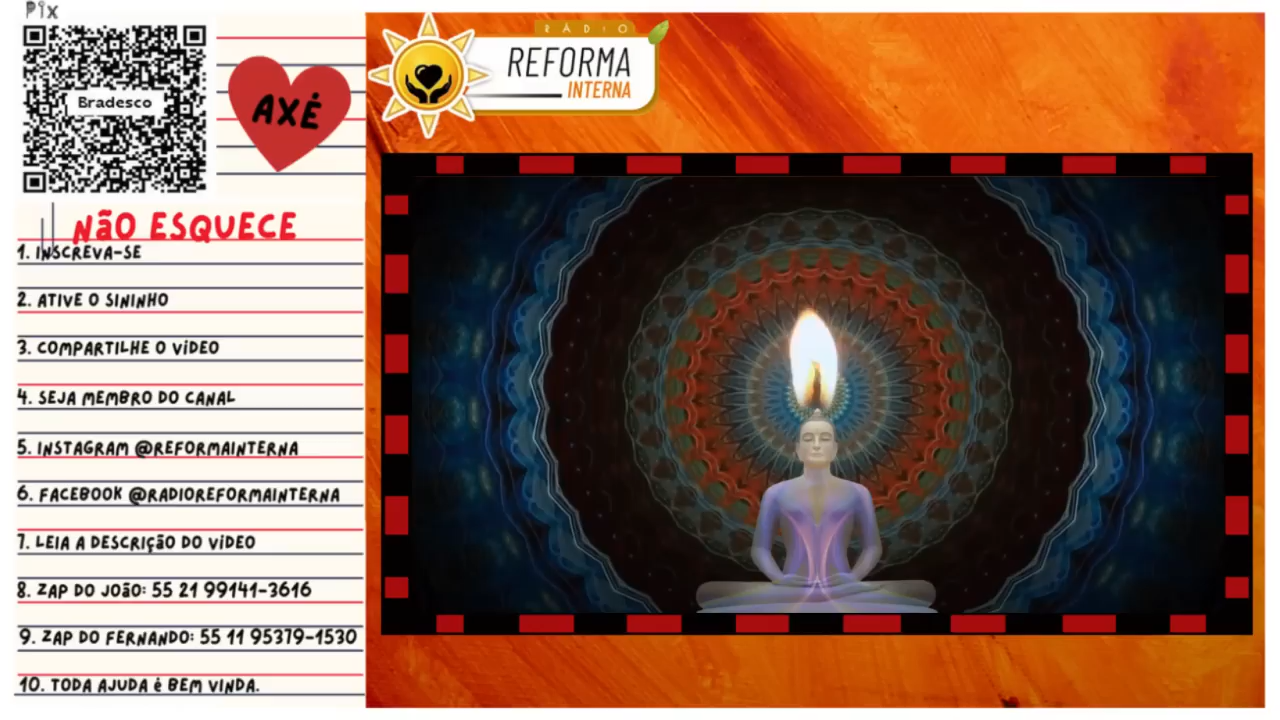 Pix
Bradesco
AXÉ
NÃO ESQUECE
1. INSCREVA-SE
2. ATIVE O SININHO
3. COMPARTILHE O VÍDEO
4. SEJA MEMBRO DO CANAL
5. INSTAGRAM @REFORMAINTERNA
6. FACEBOOK @RADIOREFORMAINTERNA
7. LEIA A DESCRIÇÃO DO VÍDEO
8. ZAP DO JOÃO: 55 21 99141-3616
9. ZAP DO FERNANDO: 55 11 95379-1530
10. TODA AJUDA É BEM VINDA.
RÁDIO
REFORMA
INTERNA